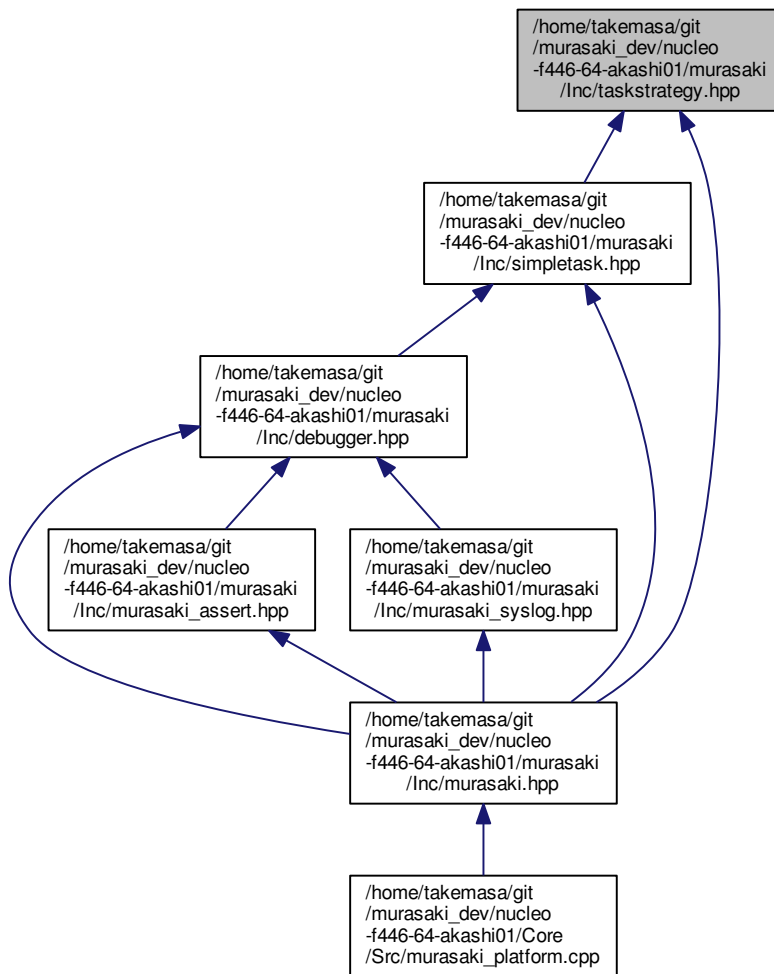 /home/takemasa/git
/murasaki_dev/nucleo
-f446-64-akashi01/murasaki
/Inc/taskstrategy.hpp
/home/takemasa/git
/murasaki_dev/nucleo
-f446-64-akashi01/murasaki
/Inc/simpletask.hpp
/home/takemasa/git
/murasaki_dev/nucleo
-f446-64-akashi01/murasaki
/Inc/debugger.hpp
/home/takemasa/git
/murasaki_dev/nucleo
-f446-64-akashi01/murasaki
/Inc/murasaki_assert.hpp
/home/takemasa/git
/murasaki_dev/nucleo
-f446-64-akashi01/murasaki
/Inc/murasaki_syslog.hpp
/home/takemasa/git
/murasaki_dev/nucleo
-f446-64-akashi01/murasaki
/Inc/murasaki.hpp
/home/takemasa/git
/murasaki_dev/nucleo
-f446-64-akashi01/Core
/Src/murasaki_platform.cpp